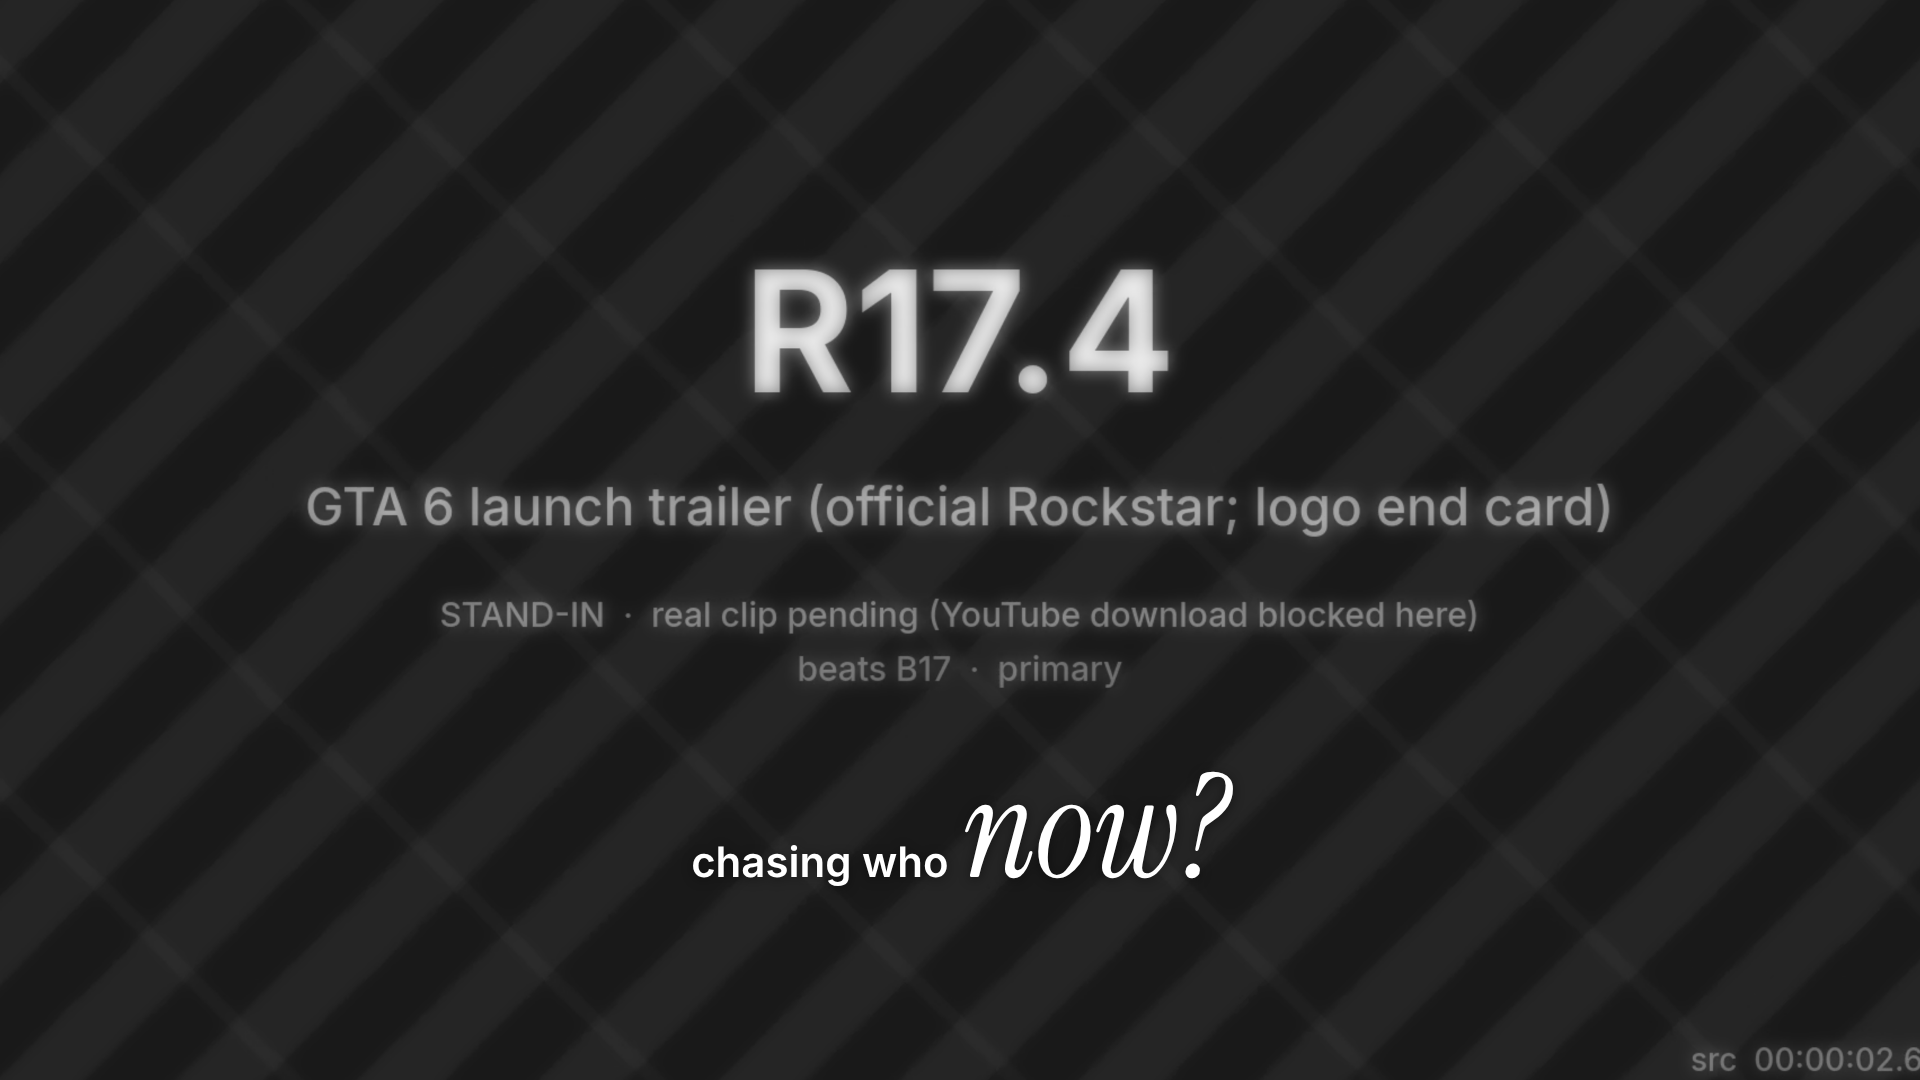 R17.4
GTA 6 launch trailer (official Rockstar; logo end card)
STAND-IN · real clip pending (YouTube download blocked here)
beats B17 · primary
chasing who now?
src 00:00:02.6